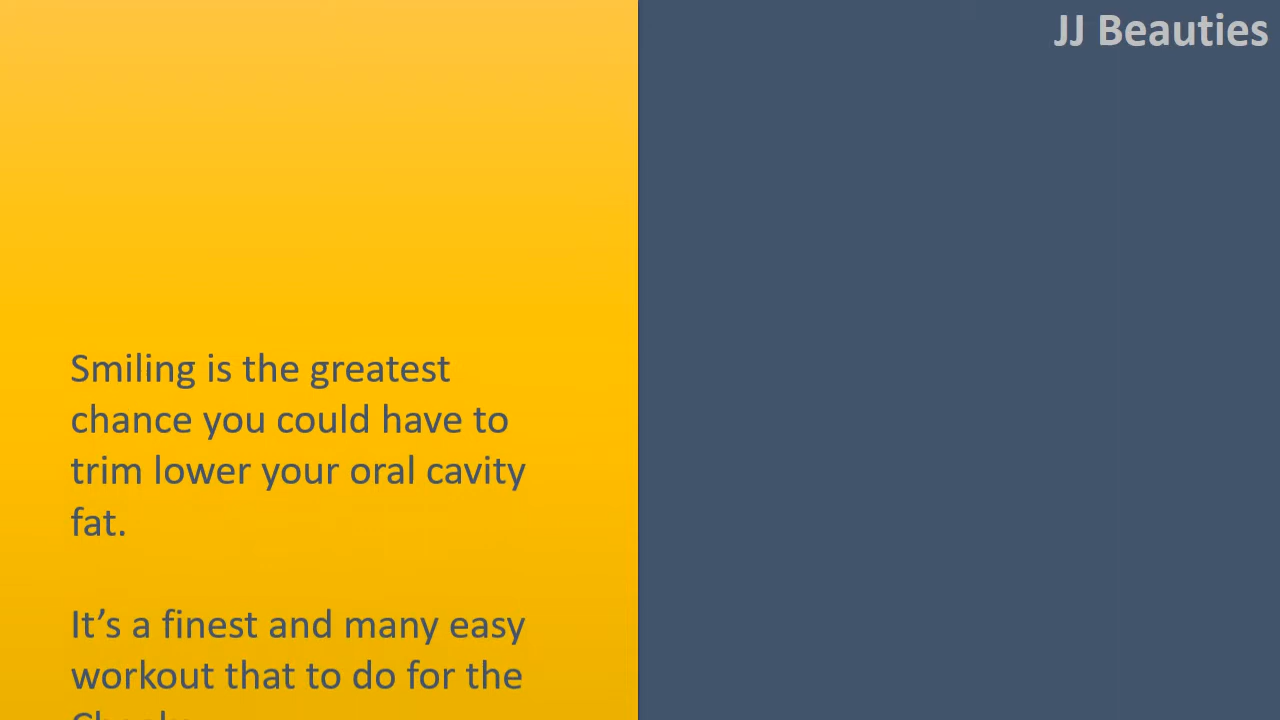 JJ Beauties
Smiling is the greatest
chance you could have to
trim lower your oral cavity
fat.
It’s a finest and many easy
workout that to do for the